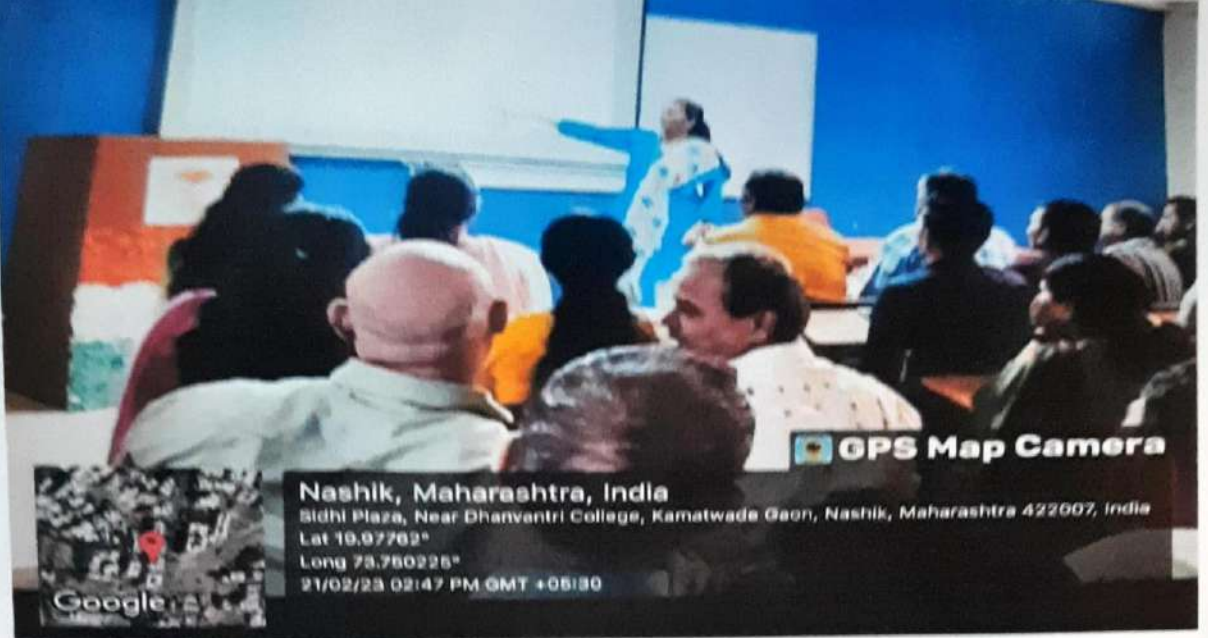 GPS Map Camera
Nashik, Maharashtra, India
Sidhi Plaza, Near Dhanvantri College, Kamatwade Gaon, Nashik, Maharashtra 422007, India
Lat 19.97762°
Long 73.750225°
21/02/23 02:47 PM GMT +05:30
Google